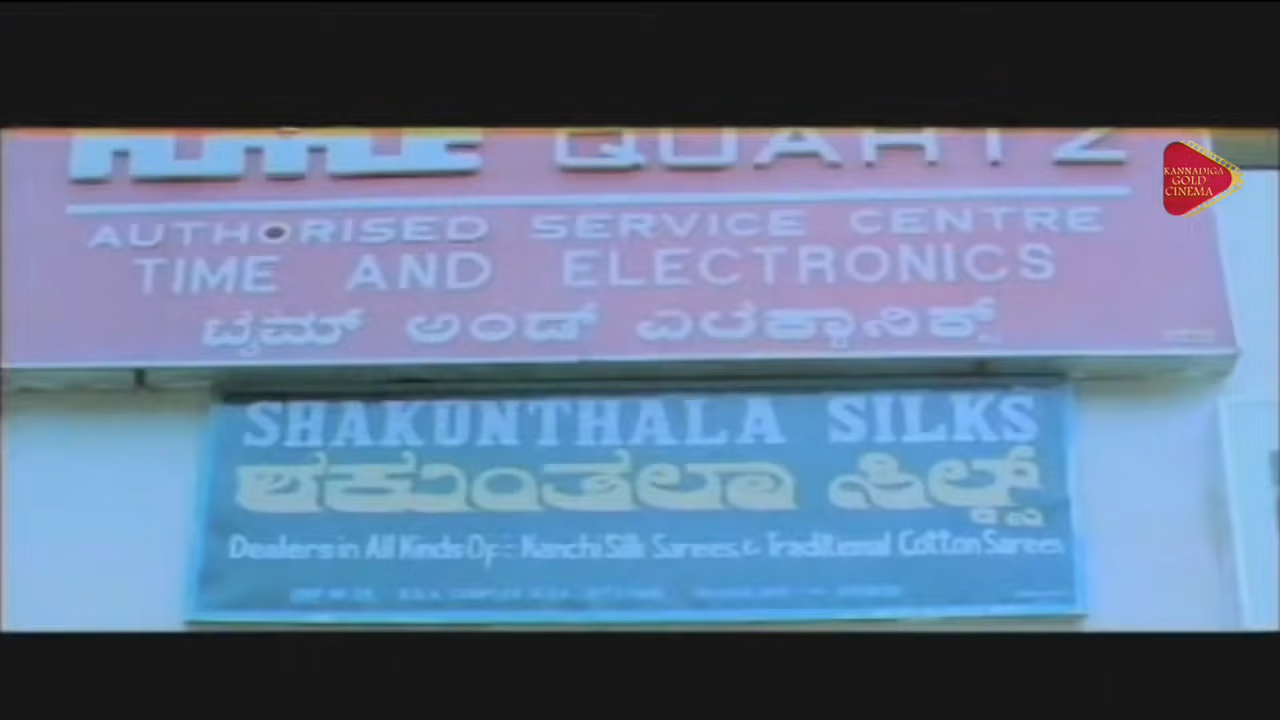 QUARTZ
KANNADIGA
GOLD
CINEMA
AUTHORISED SERVICE CENTRE
TIME AND ELECTRONICS
ಟೈಮ್ ಅಂಡ್ ಎಲೆಕ್ಟ್ರಾನಿಕ್ಸ್
SHAKUNTHALA SILKS
ಶಕುಂತಲಾ ಸಿಲ್ಕ್ಸ್
Dealers in All Kinds Of:- Kanchi Silk Sarees & Traditional Cotton Sarees